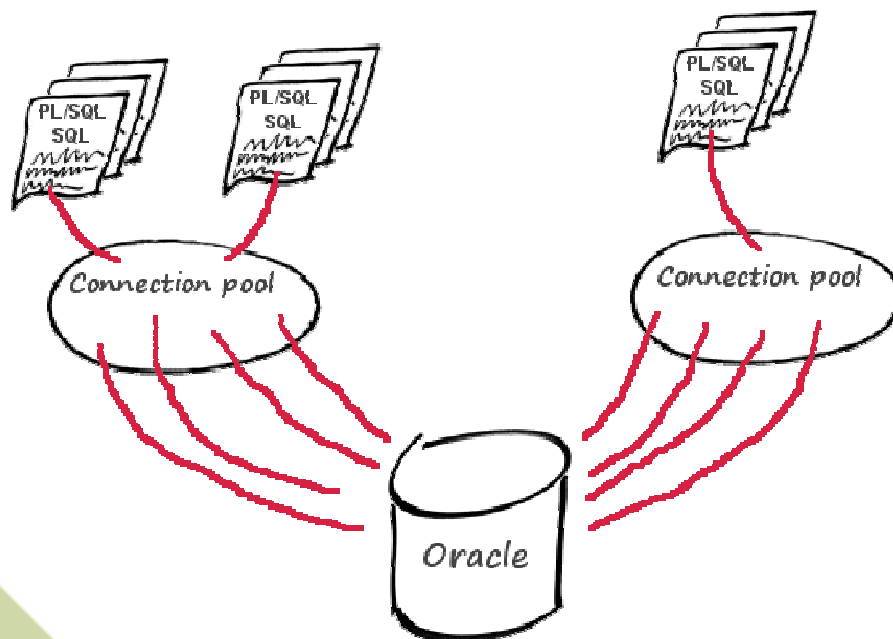 PL/SQL
SQL
PL/SQL
SQL
PL/SQL
SQL
Connection pool
Connection pool
Oracle